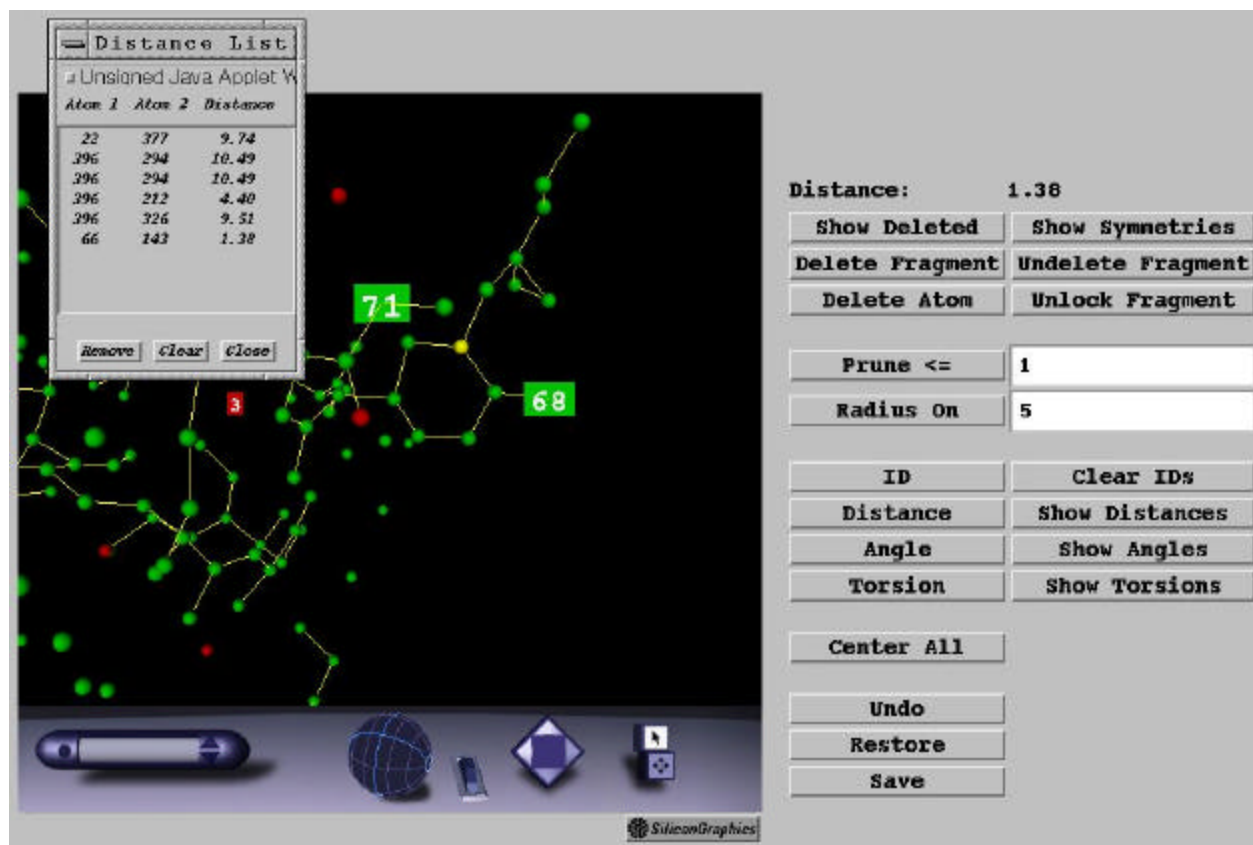 Distance List
Unsigned Java Applet W
Atom 1 Atom 2 Distance
22 377 9.74
396 294 10.49
396 294 10.49
396 212 4.40
396 326 9.51
66 143 1.38
Remove Clear Close
71
68
3
Distance: 1.38
Show Deleted Show Symmetries
Delete Fragment Undelete Fragment
Delete Atom Unlock Fragment
Prune <= 1
Radius On 5
ID Clear IDs
Distance Show Distances
Angle Show Angles
Torsion Show Torsions
Center All
Undo
Restore
Save
SiliconGraphics